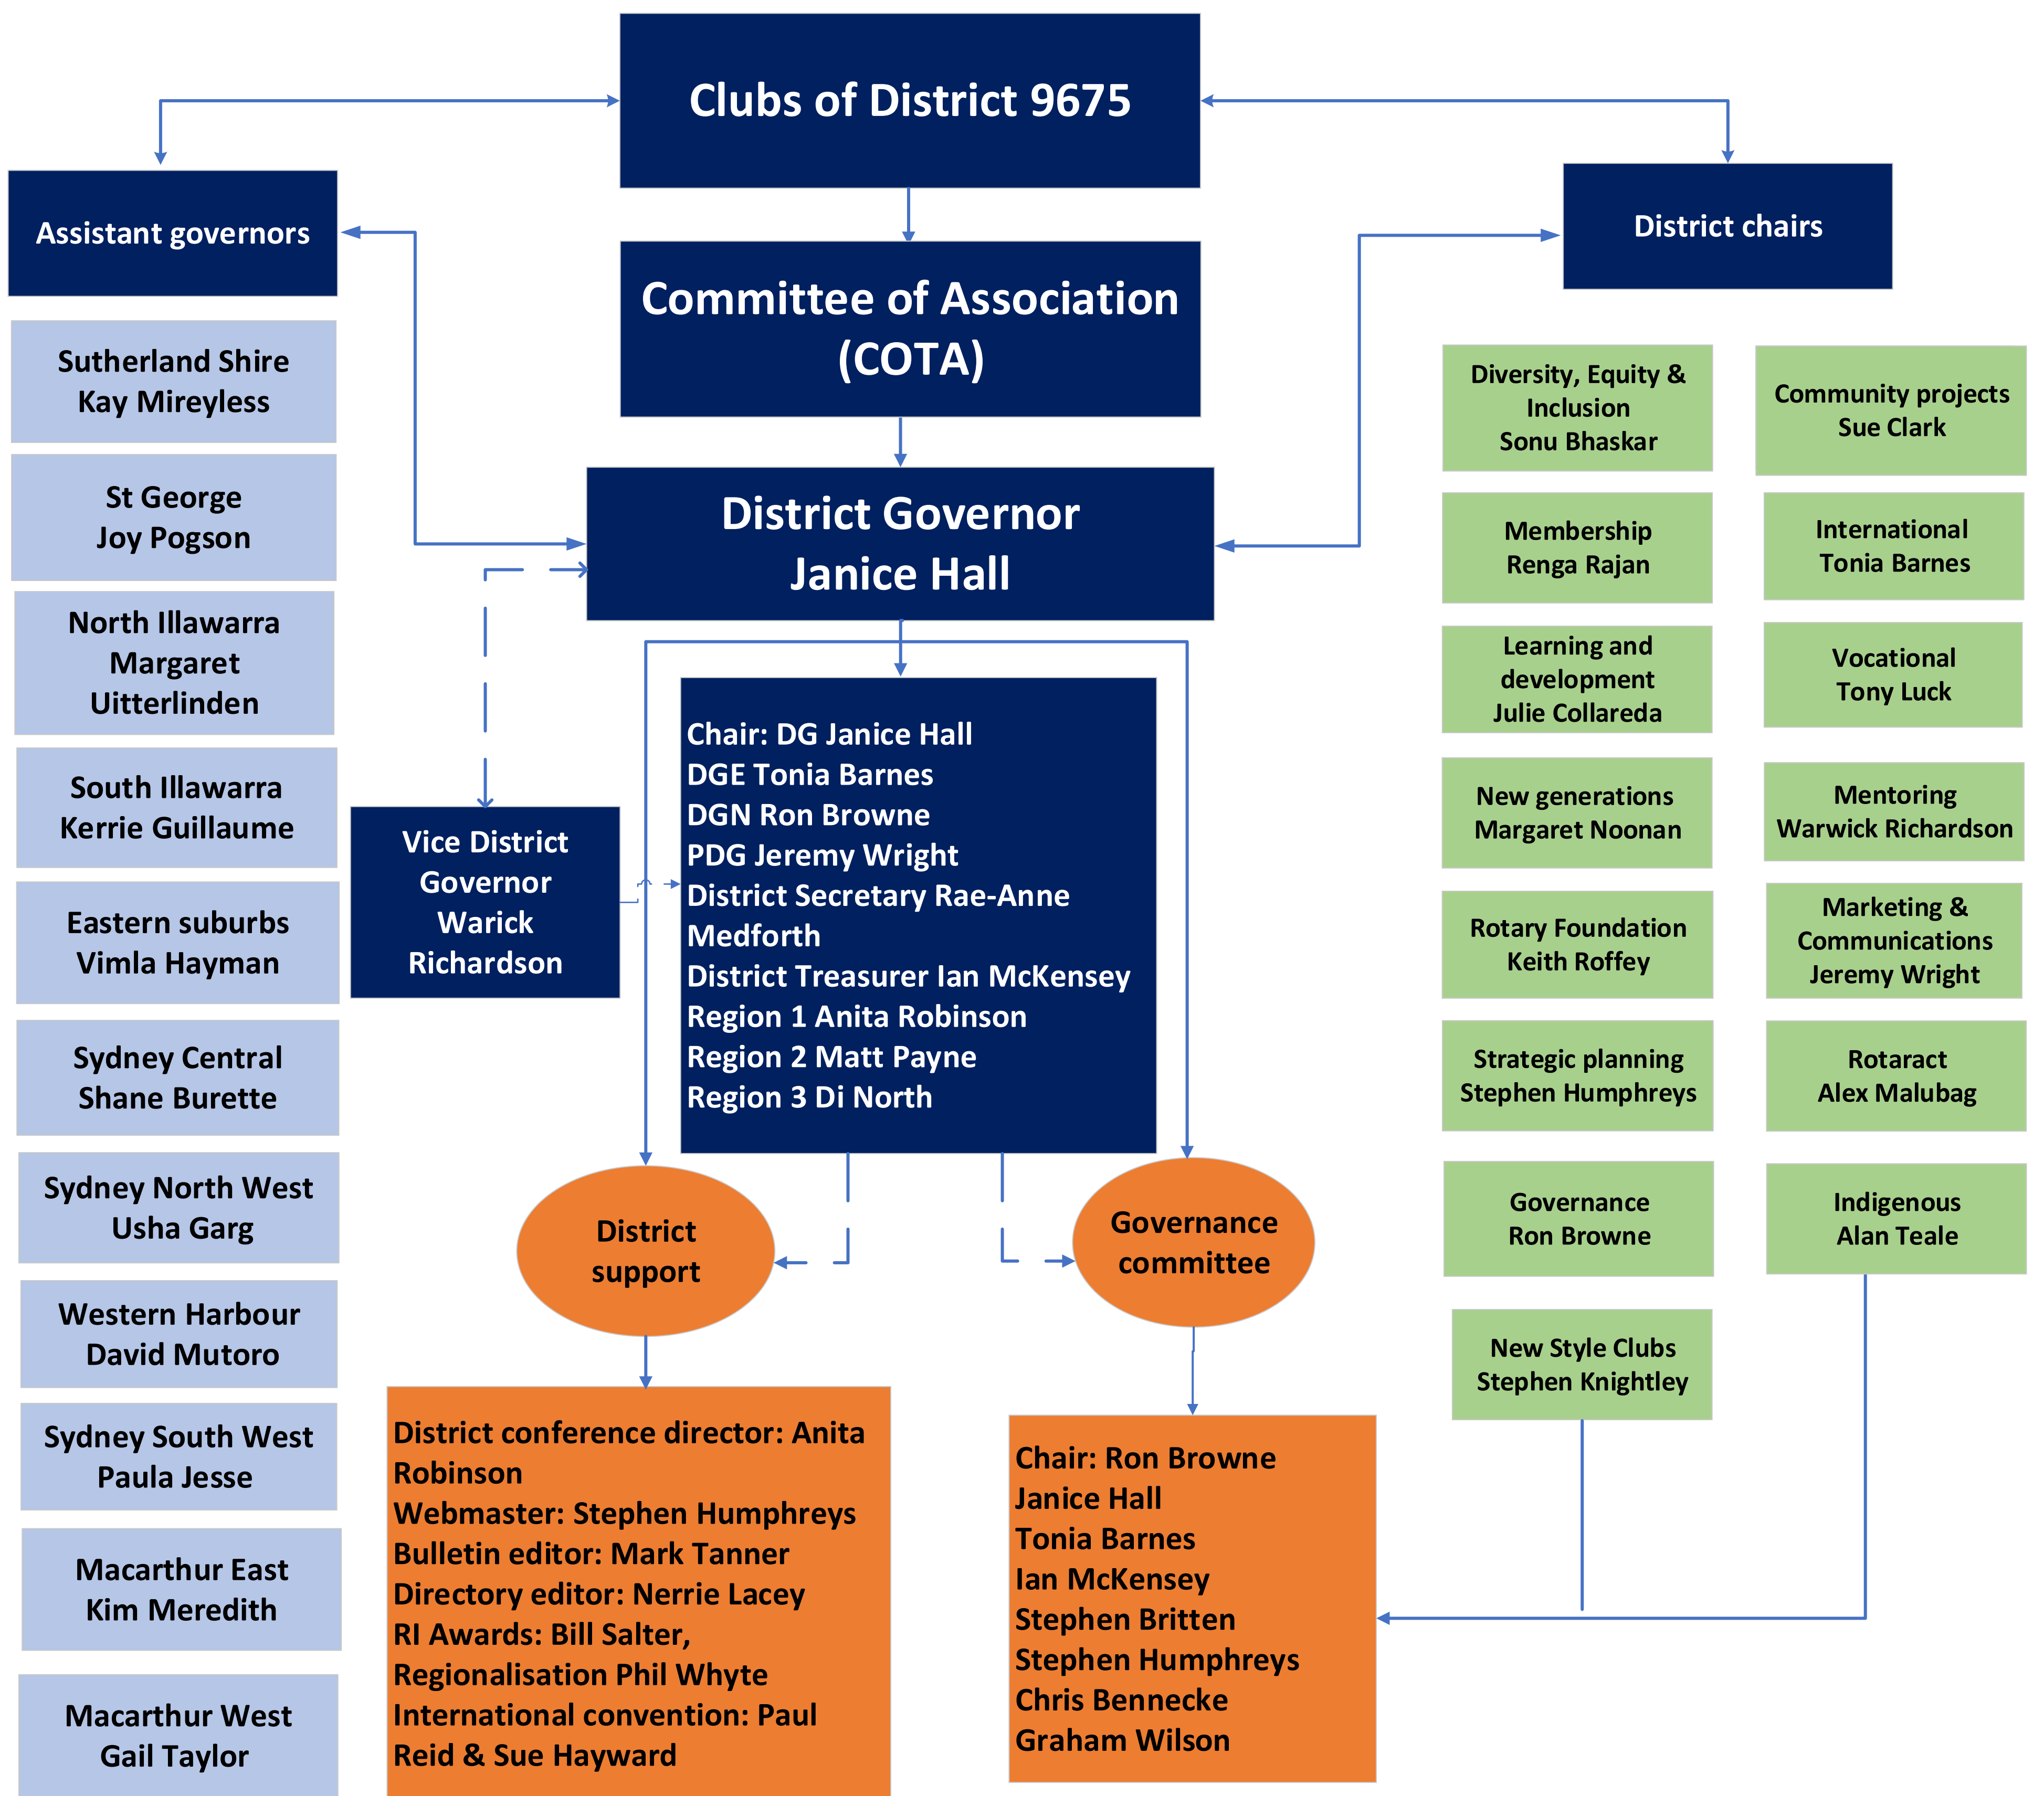 Clubs of District 9675
Assistant governors
District chairs
Committee of Association
(COTA)
District Governor
Janice Hall
Sutherland Shire
Kay Mireyless
St George
Joy Pogson
North Illawarra
Margaret
Uitterlinden
South Illawarra
Kerrie Guillaume
Eastern suburbs
Vimla Hayman
Sydney Central
Shane Burette
Sydney North West
Usha Garg
Western Harbour
David Mutoro
Sydney South West
Paula Jesse
Macarthur East
Kim Meredith
Macarthur West
Gail Taylor
Vice District
Governor
Warick
Richardson
Chair: DG Janice Hall
DGE Tonia Barnes
DGN Ron Browne
PDG Jeremy Wright
District Secretary Rae-Anne
Medforth
District Treasurer Ian McKensey
Region 1 Anita Robinson
Region 2 Matt Payne
Region 3 Di North
District
support
Governance
committee
District conference director: Anita
Robinson
Webmaster: Stephen Humphreys
Bulletin editor: Mark Tanner
Directory editor: Nerrie Lacey
RI Awards: Bill Salter,
Regionalisation Phil Whyte
International convention: Paul
Reid & Sue Hayward
Chair: Ron Browne
Janice Hall
Tonia Barnes
Ian McKensey
Stephen Britten
Stephen Humphreys
Chris Bennecke
Graham Wilson
Diversity, Equity &
Inclusion
Sonu Bhaskar
Membership
Renga Rajan
Learning and
development
Julie Collareda
New generations
Margaret Noonan
Rotary Foundation
Keith Roffey
Strategic planning
Stephen Humphreys
Governance
Ron Browne
New Style Clubs
Stephen Knightley
Community projects
Sue Clark
International
Tonia Barnes
Vocational
Tony Luck
Mentoring
Warwick Richardson
Marketing &
Communications
Jeremy Wright
Rotaract
Alex Malubag
Indigenous
Alan Teale